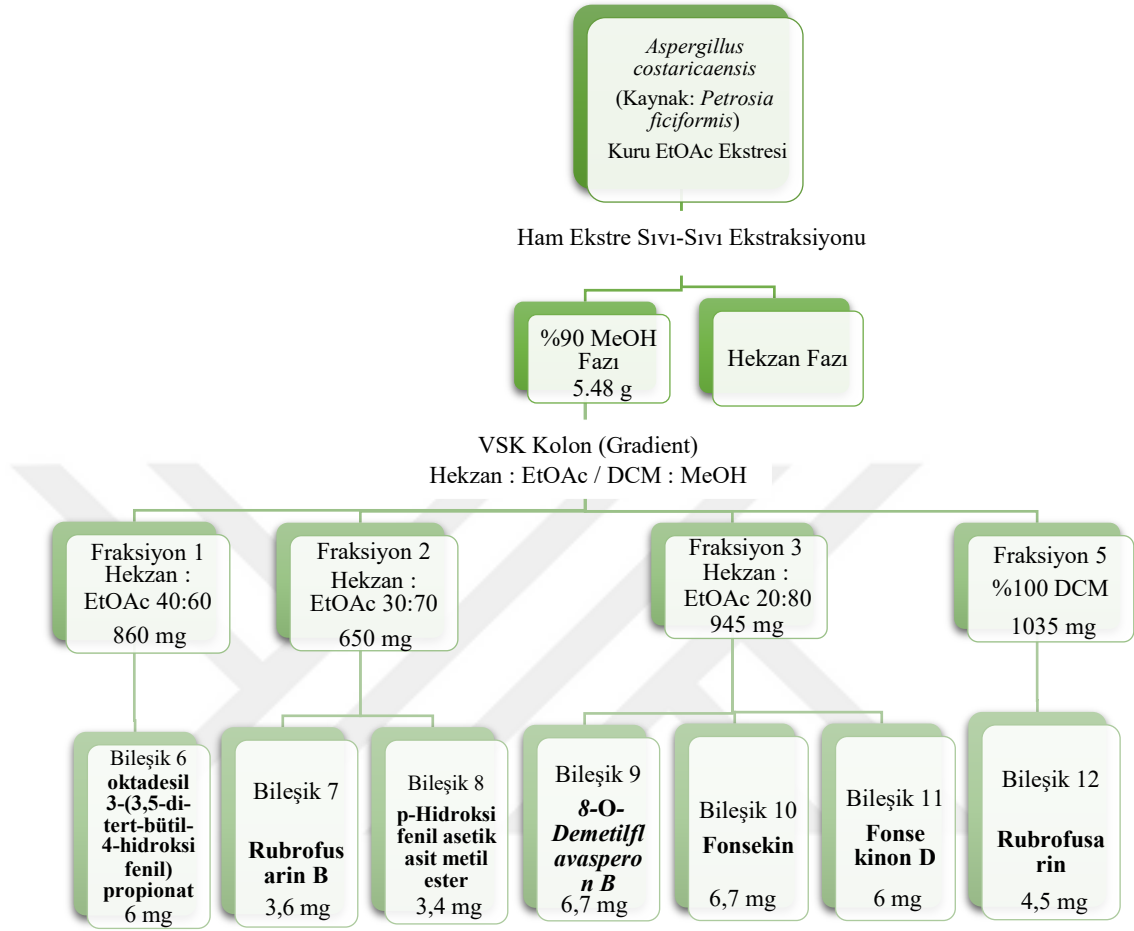 Aspergillus
costaricaensis
(Kaynak: Petrosia
ficiformis)
Kuru EtOAc Ekstresi
Ham Ekstre Sıvı-Sıvı Ekstraksiyonu
%90 MeOH
Fazı
5.48 g
Hekzan Fazı
VSK Kolon (Gradient)
Hekzan : EtOAc / DCM : MeOH
Fraksiyon 1
Hekzan :
EtOAc 40:60
860 mg
Fraksiyon 2
Hekzan :
EtOAc 30:70
650 mg
Fraksiyon 3
Hekzan :
EtOAc 20:80
945 mg
Fraksiyon 5
%100 DCM
1035 mg
Bileşik 6
oktadesil
3-(3,5-di-
tert-bütil-
4-hidroksi
fenil)
propionat
6 mg
Bileşik 7
Rubrofus
arin B
3,6 mg
Bileşik 8
p-Hidroksi
fenil asetik
asit metil
ester
3,4 mg
Bileşik 9
8-O-
Demetilfl
avaspero
n B
6,7 mg
Bileşik 10
Fonsekin
6,7 mg
Bileşik 11
Fonse
kinon D
6 mg
Bileşik 12
Rubrofusa
rin
4,5 mg